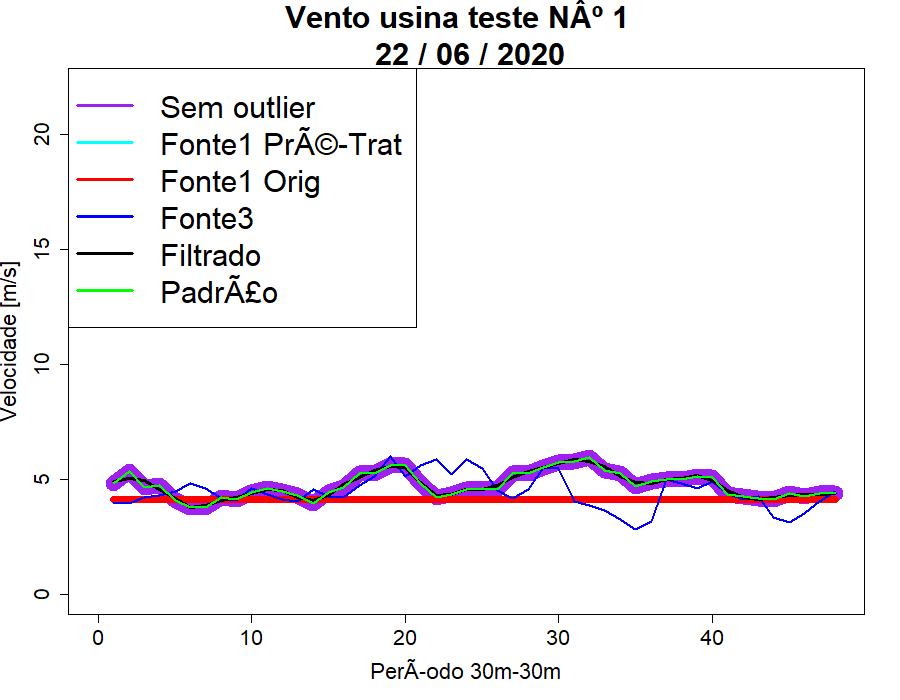 Vento usina teste NÂº 1
22 / 06 / 2020
Sem outlier
Fonte1 PrÃ©-Trat
Fonte1 Orig
Fonte3
Filtrado
PadrÃ£o
Velocidade [m/s]
20
15
10
5
0
0 10 20 30 40
PerÃ-odo 30m-30m